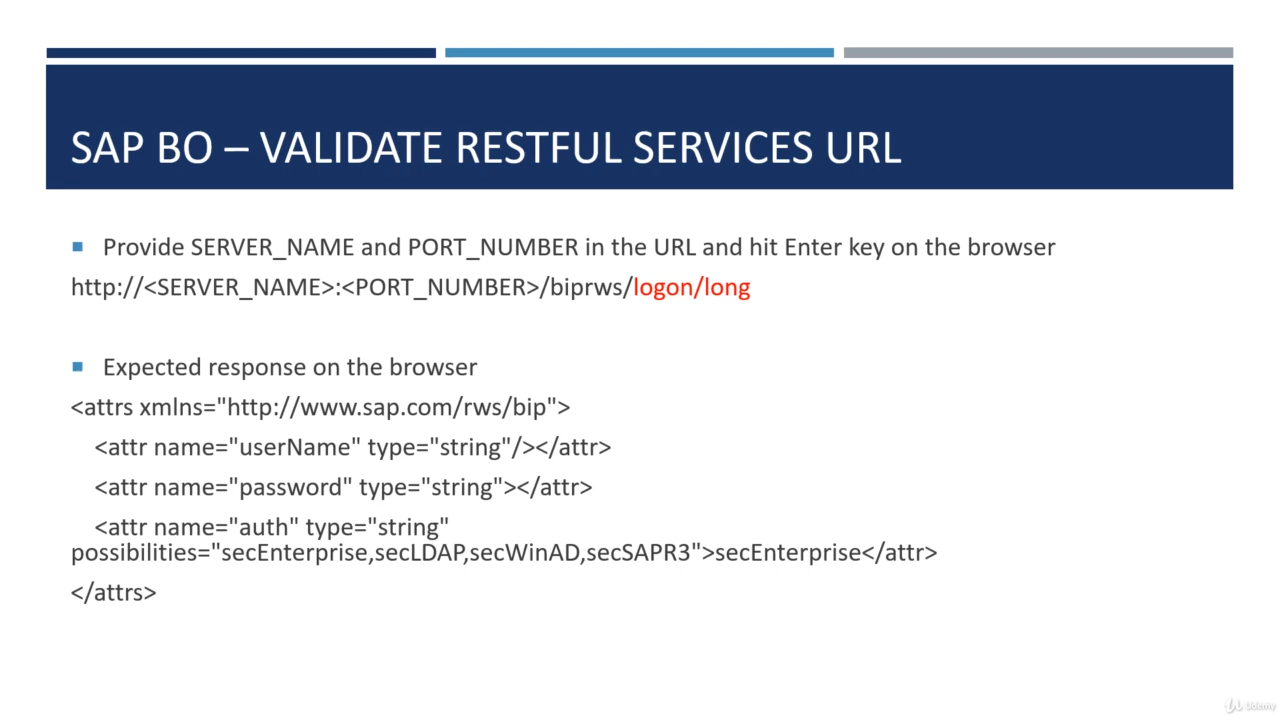 SAP BO – VALIDATE RESTFUL SERVICES URL
Provide SERVER_NAME and PORT_NUMBER in the URL and hit Enter key on the browser
http://<SERVER_NAME>:<PORT_NUMBER>/biprws/logon/long
Expected response on the browser
<attrs xmlns="http://www.sap.com/rws/bip">
<attr name="userName" type="string"/></attr>
<attr name="password" type="string"></attr>
<attr name="auth" type="string"
possibilities="secEnterprise,secLDAP,secWinAD,secSAPR3">secEnterprise</attr>
</attrs>
Udemy